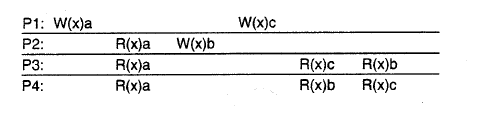 P1: W(x)a W(x)c
P2: R(x)a W(x)b
P3: R(x)a R(x)c R(x)b
P4: R(x)a R(x)b R(x)c